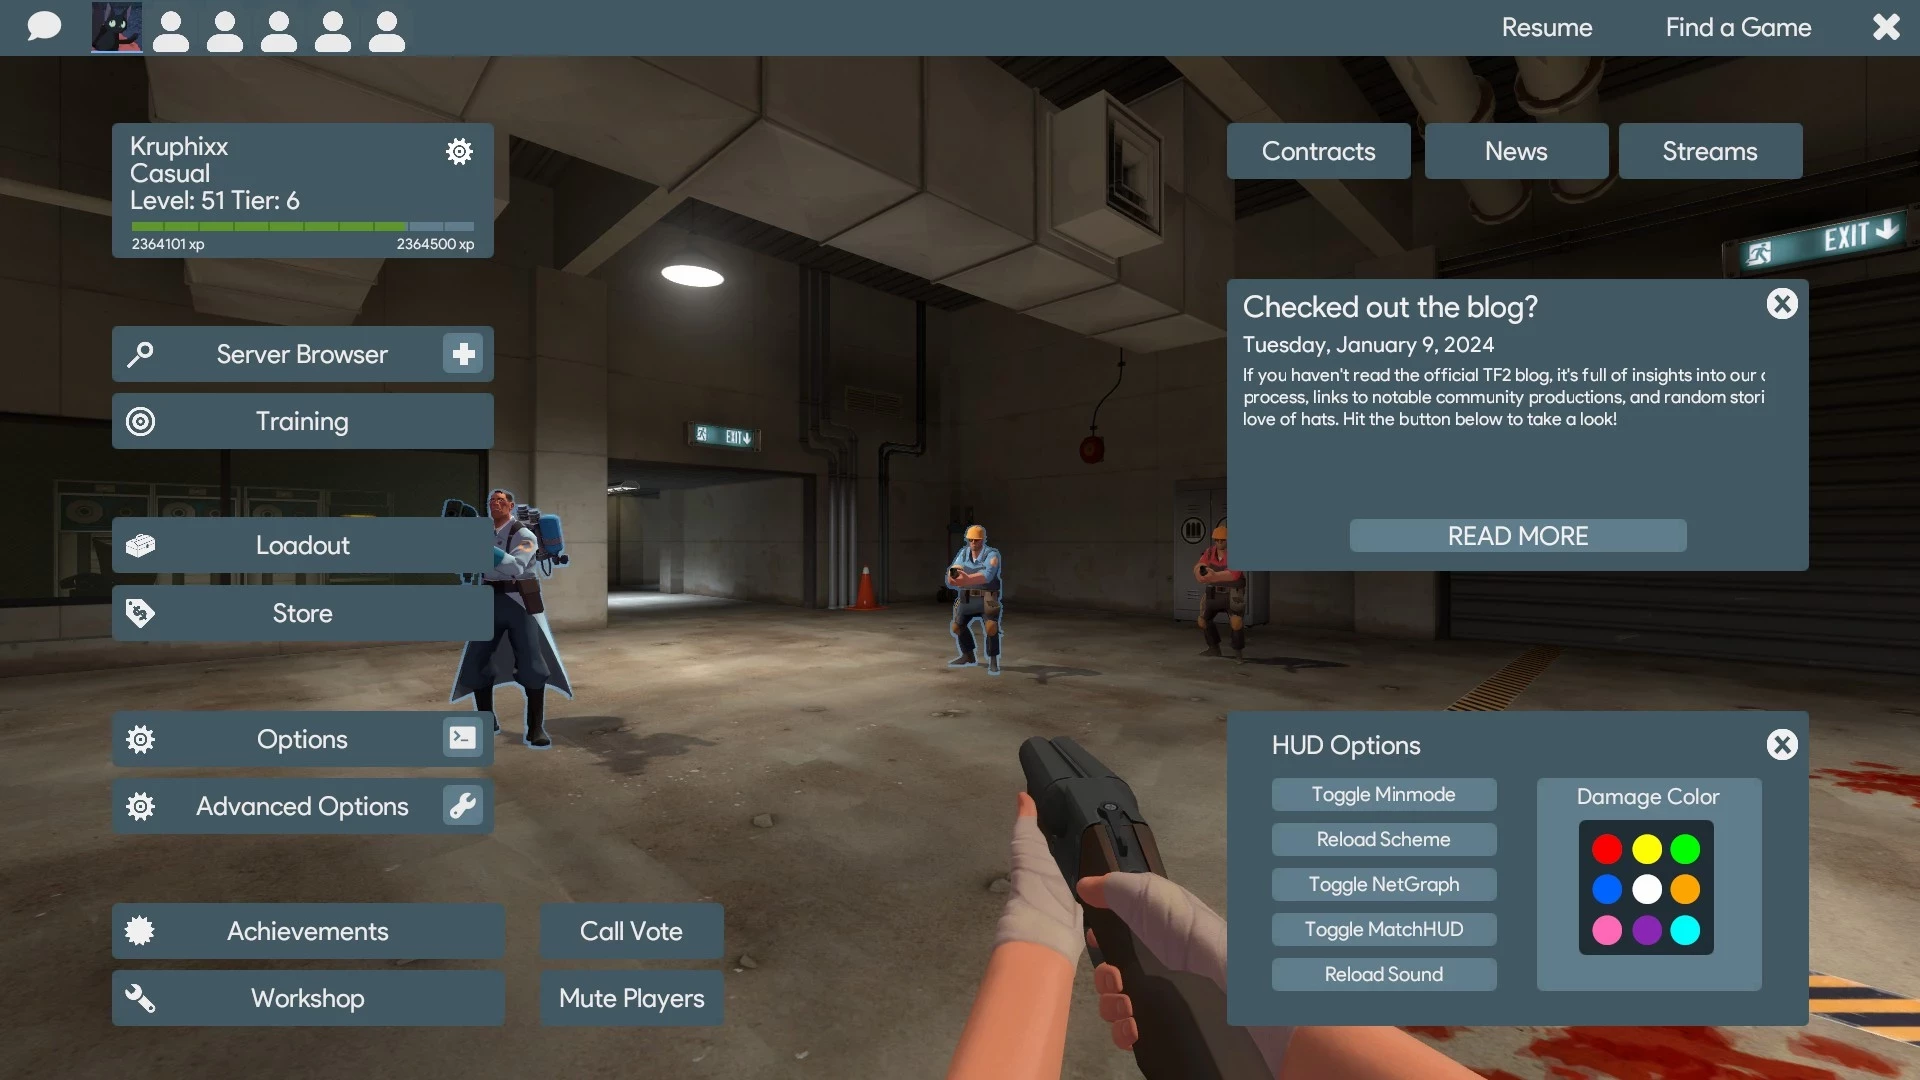 Resume
Find a Game
Kruphixx
Casual
Level: 51 Tier: 6
2364101 xp
2364500 xp
Contracts
News
Streams
EXIT
Server Browser
Training
Checked out the blog?
Tuesday, January 9, 2024
If you haven't read the official TF2 blog, it's full of insights into our
process, links to notable community productions, and random stori
love of hats. Hit the button below to take a look!
READ MORE
EXIT
Loadout
Store
Options
Advanced Options
HUD Options
Toggle Minmode
Reload Scheme
Toggle NetGraph
Toggle MatchHUD
Reload Sound
Damage Color
Achievements
Call Vote
Workshop
Mute Players